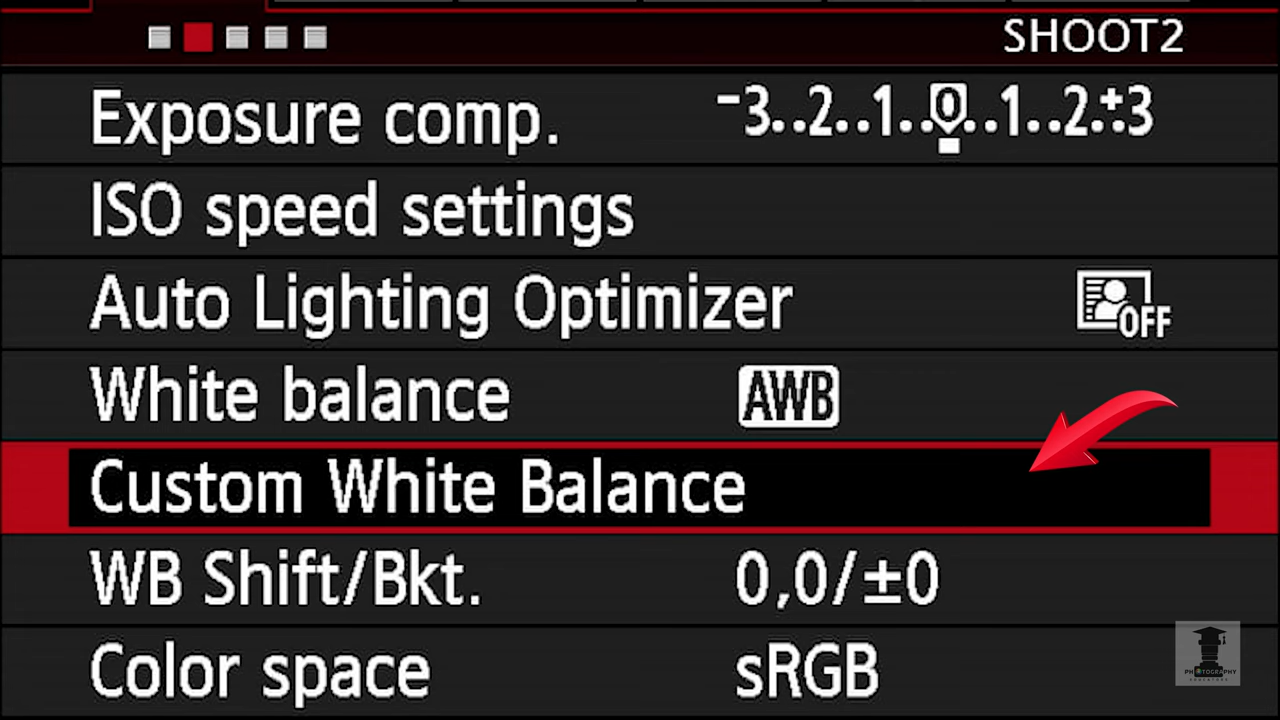 SHOOT2
Exposure comp. -3..2..1..0..1..2..+3
ISO speed settings
Auto Lighting Optimizer OFF
White balance AWB
Custom White Balance
WB Shift/Bkt. 0,0/±0
Color space sRGB
PHOTOGRAPHY